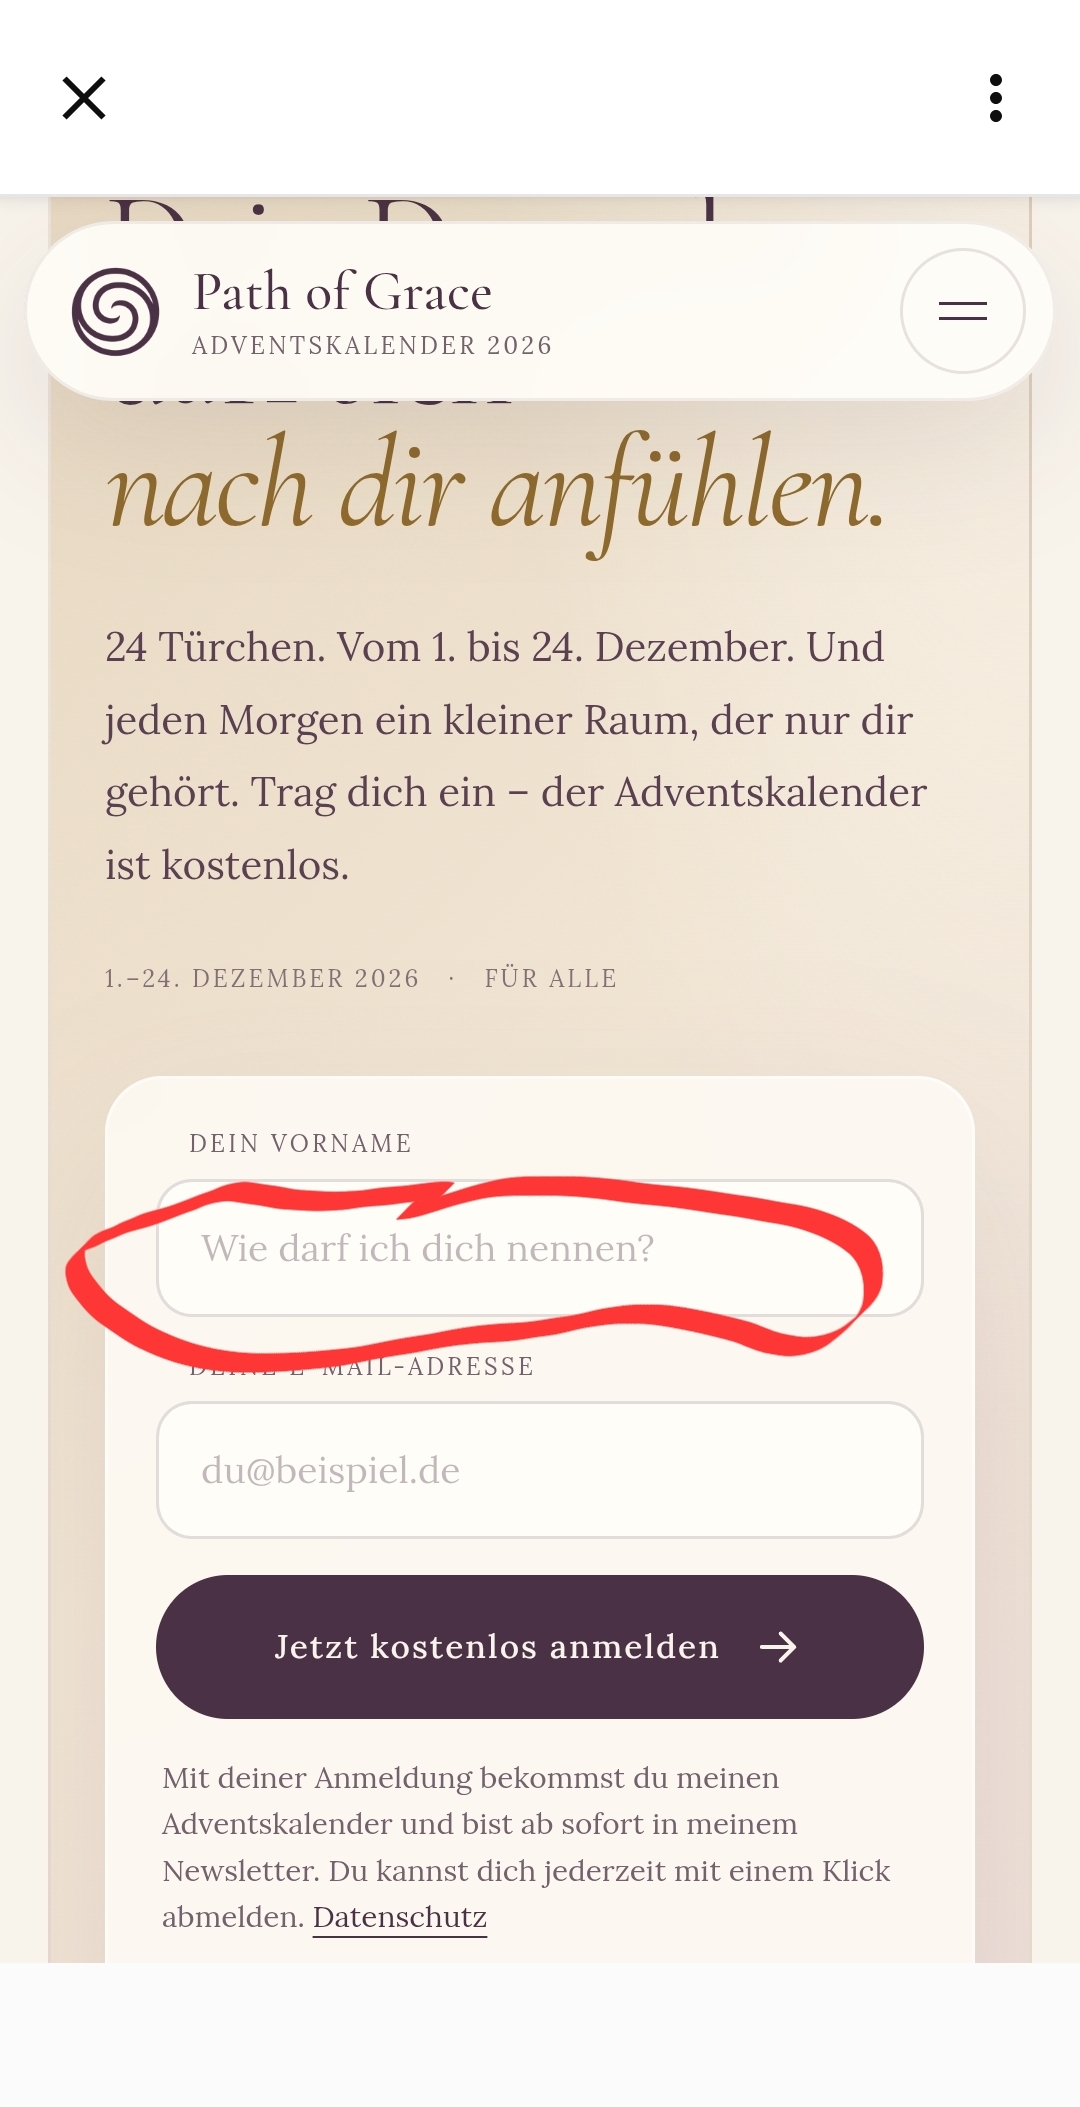 Path of Grace
ADVENTSKALENDER 2026
nach dir anfühlen.
24 Türchen. Vom 1. bis 24. Dezember. Und
jeden Morgen ein kleiner Raum, der nur dir
gehört. Trag dich ein – der Adventskalender
ist kostenlos.
1.–24. DEZEMBER 2026 · FÜR ALLE
DEIN VORNAME
Wie darf ich dich nennen?
DEINE E-MAIL-ADRESSE
du@beispiel.de
Jetzt kostenlos anmelden →
Mit deiner Anmeldung bekommst du meinen
Adventskalender und bist ab sofort in meinem
Newsletter. Du kannst dich jederzeit mit einem Klick
abmelden. Datenschutz